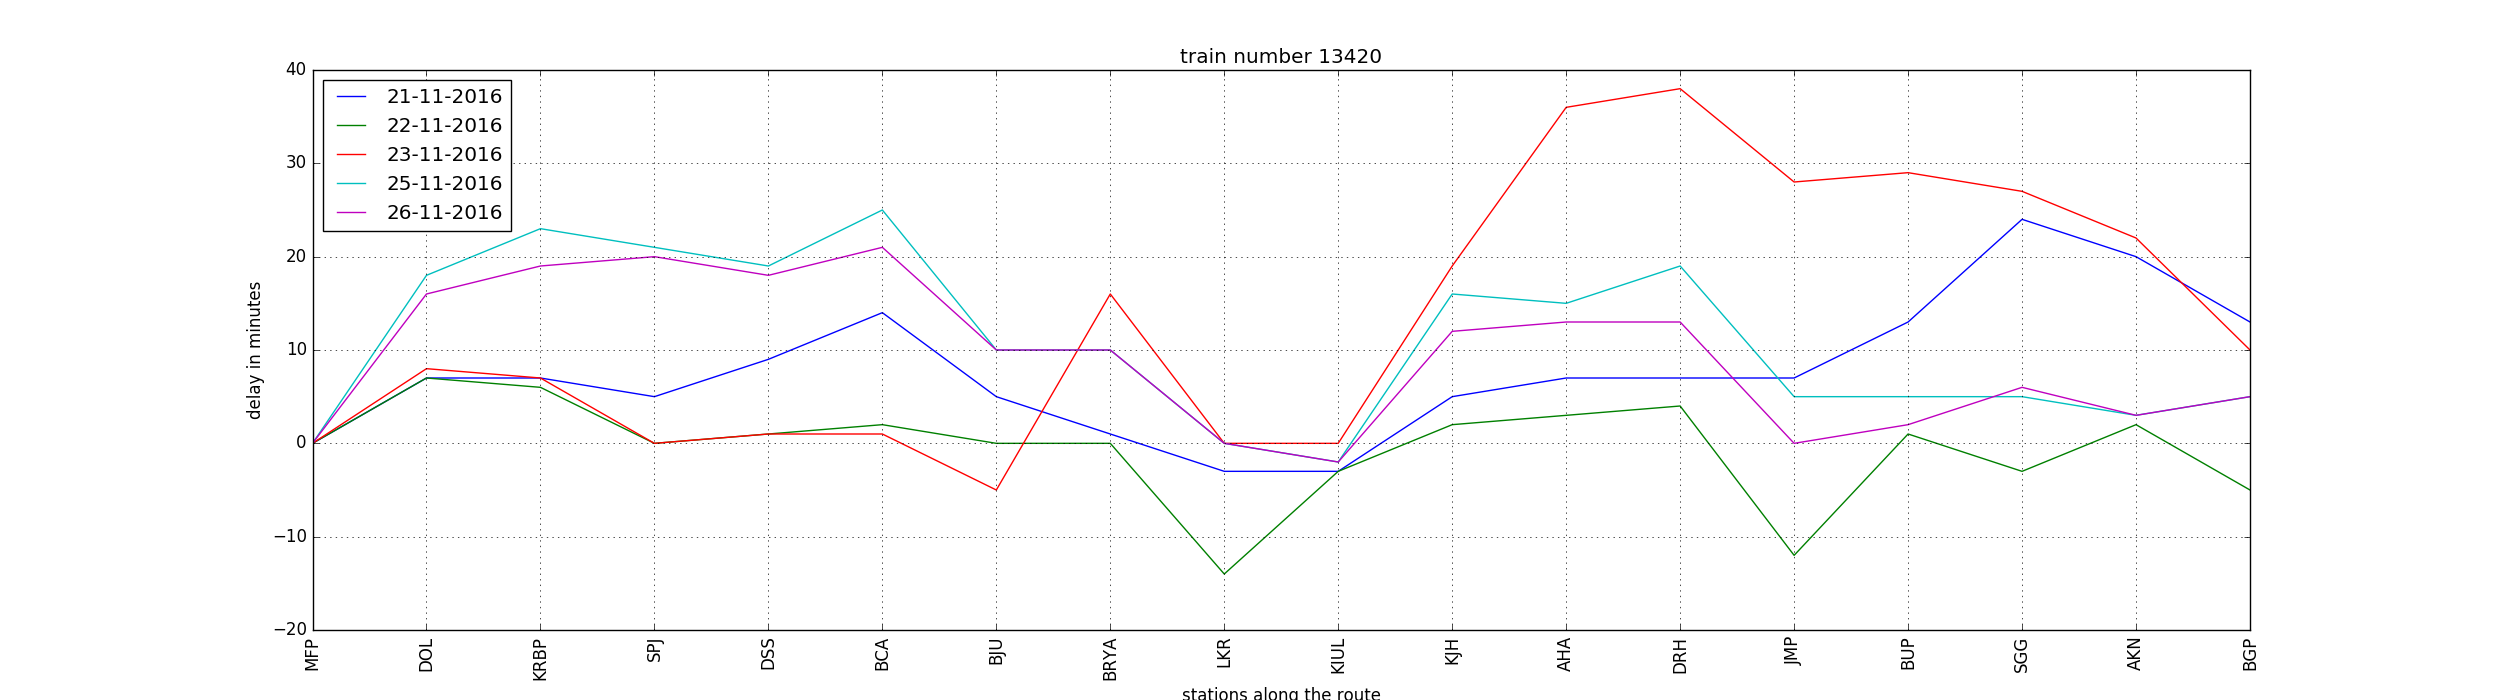 train number 13420
40
30
20
10
0
−10
−20
delay in minutes
21-11-2016
22-11-2016
23-11-2016
25-11-2016
26-11-2016
MFP
DOL
KRBP
SPJ
DSS
BCA
BJU
BRYA
LKR
KIUL
KJH
AHA
DRH
JMP
BUP
SGG
AKN
BGP
stations along the route